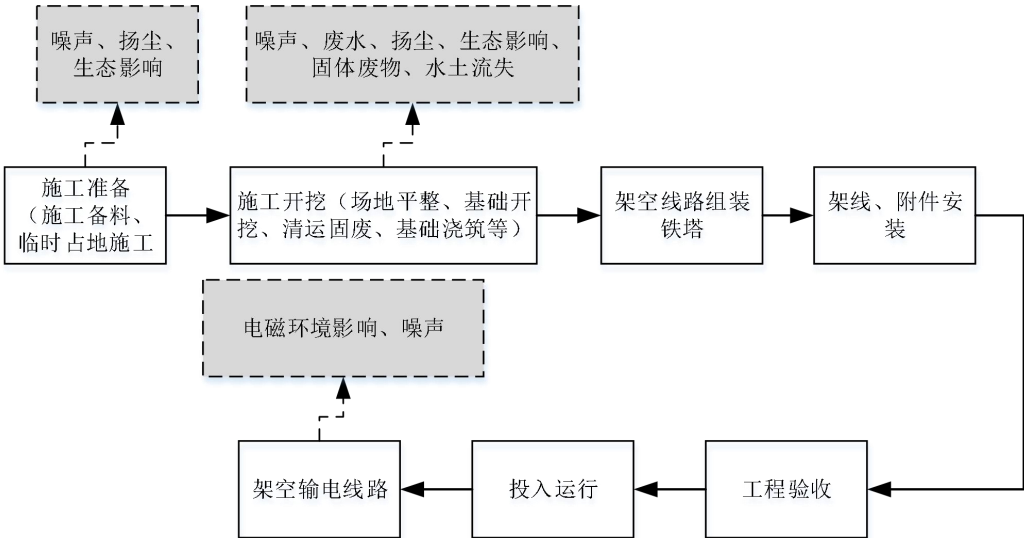 噪声、扬尘、
生态影响
噪声、废水、扬尘、生态影响、
固体废物、水土流失
施工准备
（施工备料、
临时占地施工
施工开挖（场地平整、基础开
挖、清运固废、基础浇筑等）
架空线路组装
铁塔
架线、附件安
装
电磁环境影响、噪声
架空输电线路
投入运行
工程验收